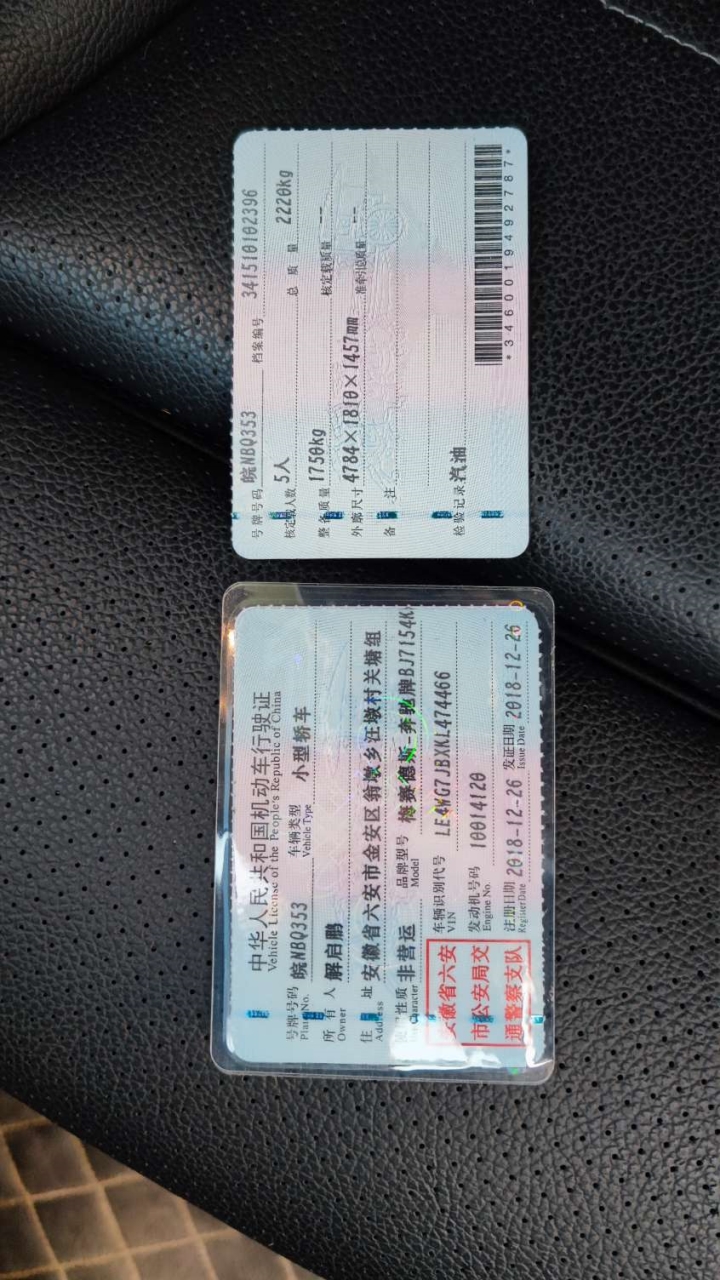 中华人民共和国机动车行驶证
Vehicle License of the People's Republic of China
号牌号码 皖NBQ353 车辆类型 小型轿车
Plate No. Vehicle Type
所有人 解启鹏
Owner
住址 安徽省六安市金安区翁墩乡汪墩村关塘组
Address
性质 非营运 品牌型号 梅赛德斯-奔驰牌BJ7154K
Character Model
安徽省六安
市公安局交
通警察支队
车辆识别代号 LE4WG7JBXKL474466
VIN
发动机号码 10014120
Engine No.
注册日期 2018-12-26 发证日期 2018-12-26
Register Date Issue Date
号牌号码 皖NBQ353 档案编号 341510102396
核定载人数 5人 总质量 2220kg
整备质量 1750kg 核定载质量 --
外廓尺寸 4784×1810×1457mm 准牵引总质量 --
备注
检验记录 汽油
*3460019492787*